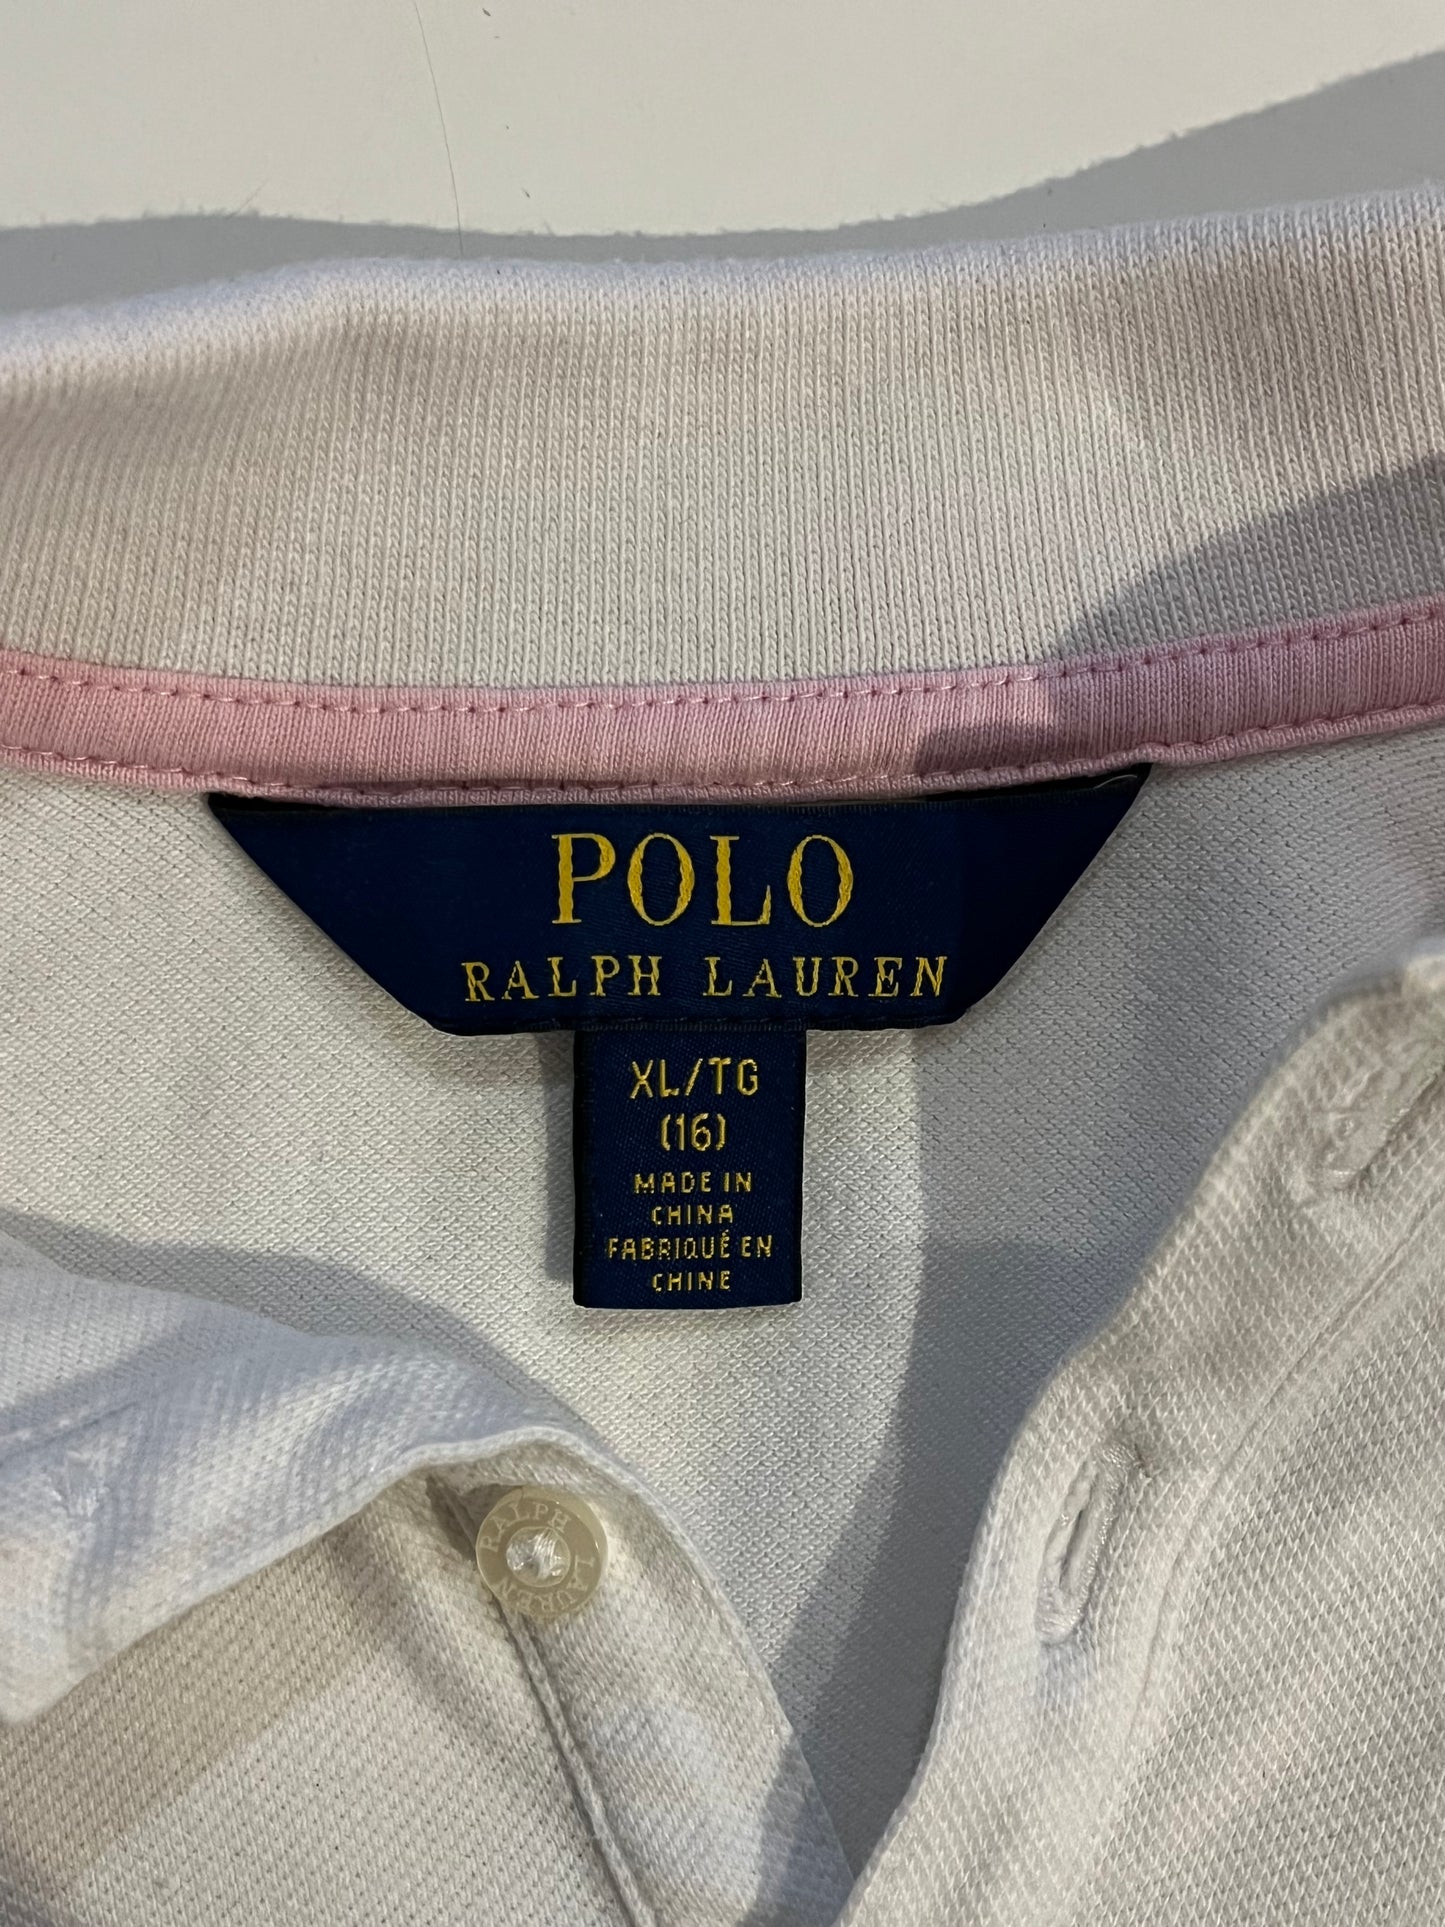 POLO
RALPH LAUREN
XL/TG
(16)
MADE IN
CHINA
FABRIQUÉ EN
CHINE
RALPH LAUREN